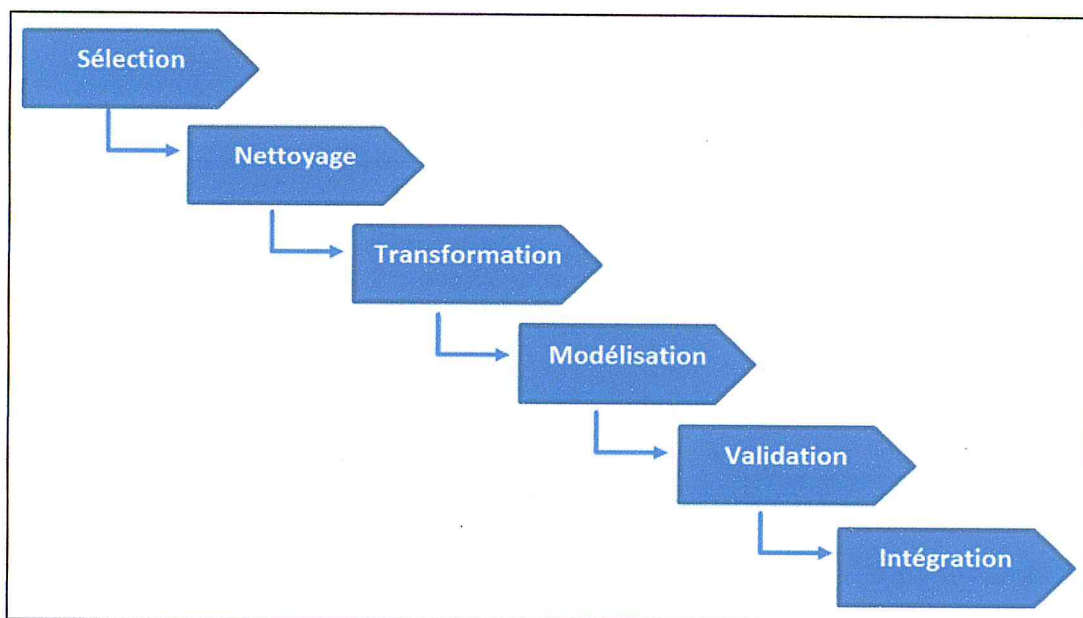 Sélection
Nettoyage
Transformation
Modélisation
Validation
Intégration